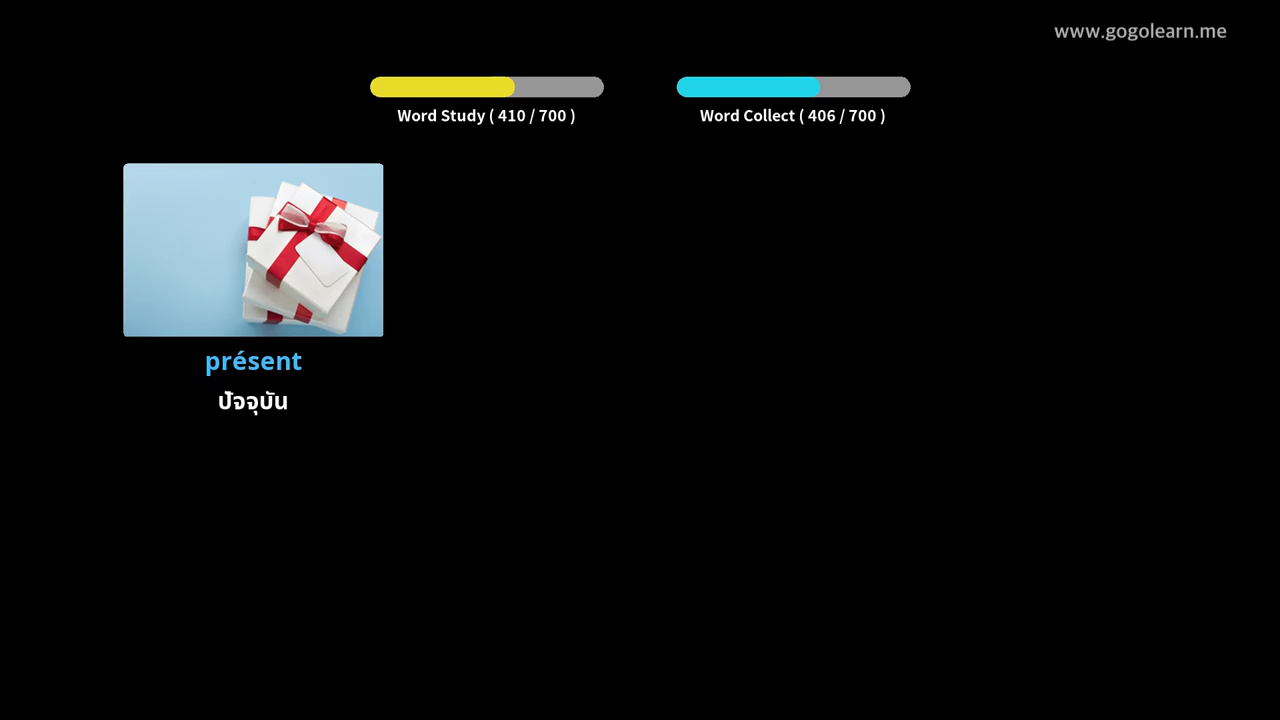 www.gogolearn.me
Word Study ( 410 / 700 )
Word Collect ( 406 / 700 )
présent
ปัจจุบัน